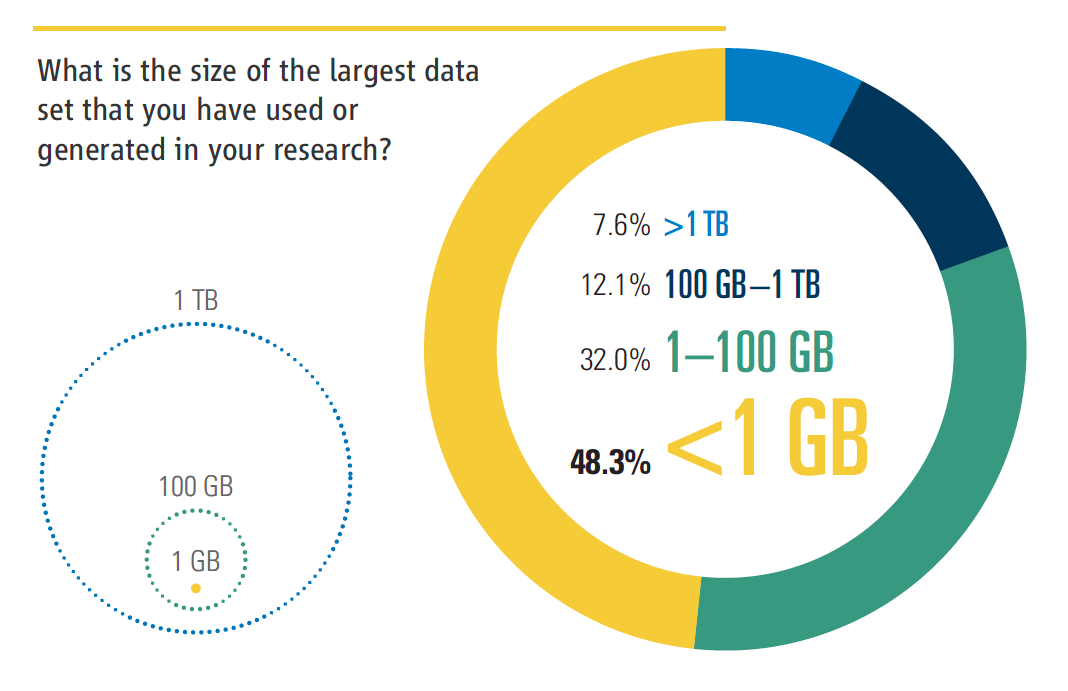 What is the size of the largest data
set that you have used or
generated in your research?
7.6% >1 TB
12.1% 100 GB–1 TB
32.0% 1–100 GB
48.3% <1 GB
1 TB
100 GB
1 GB